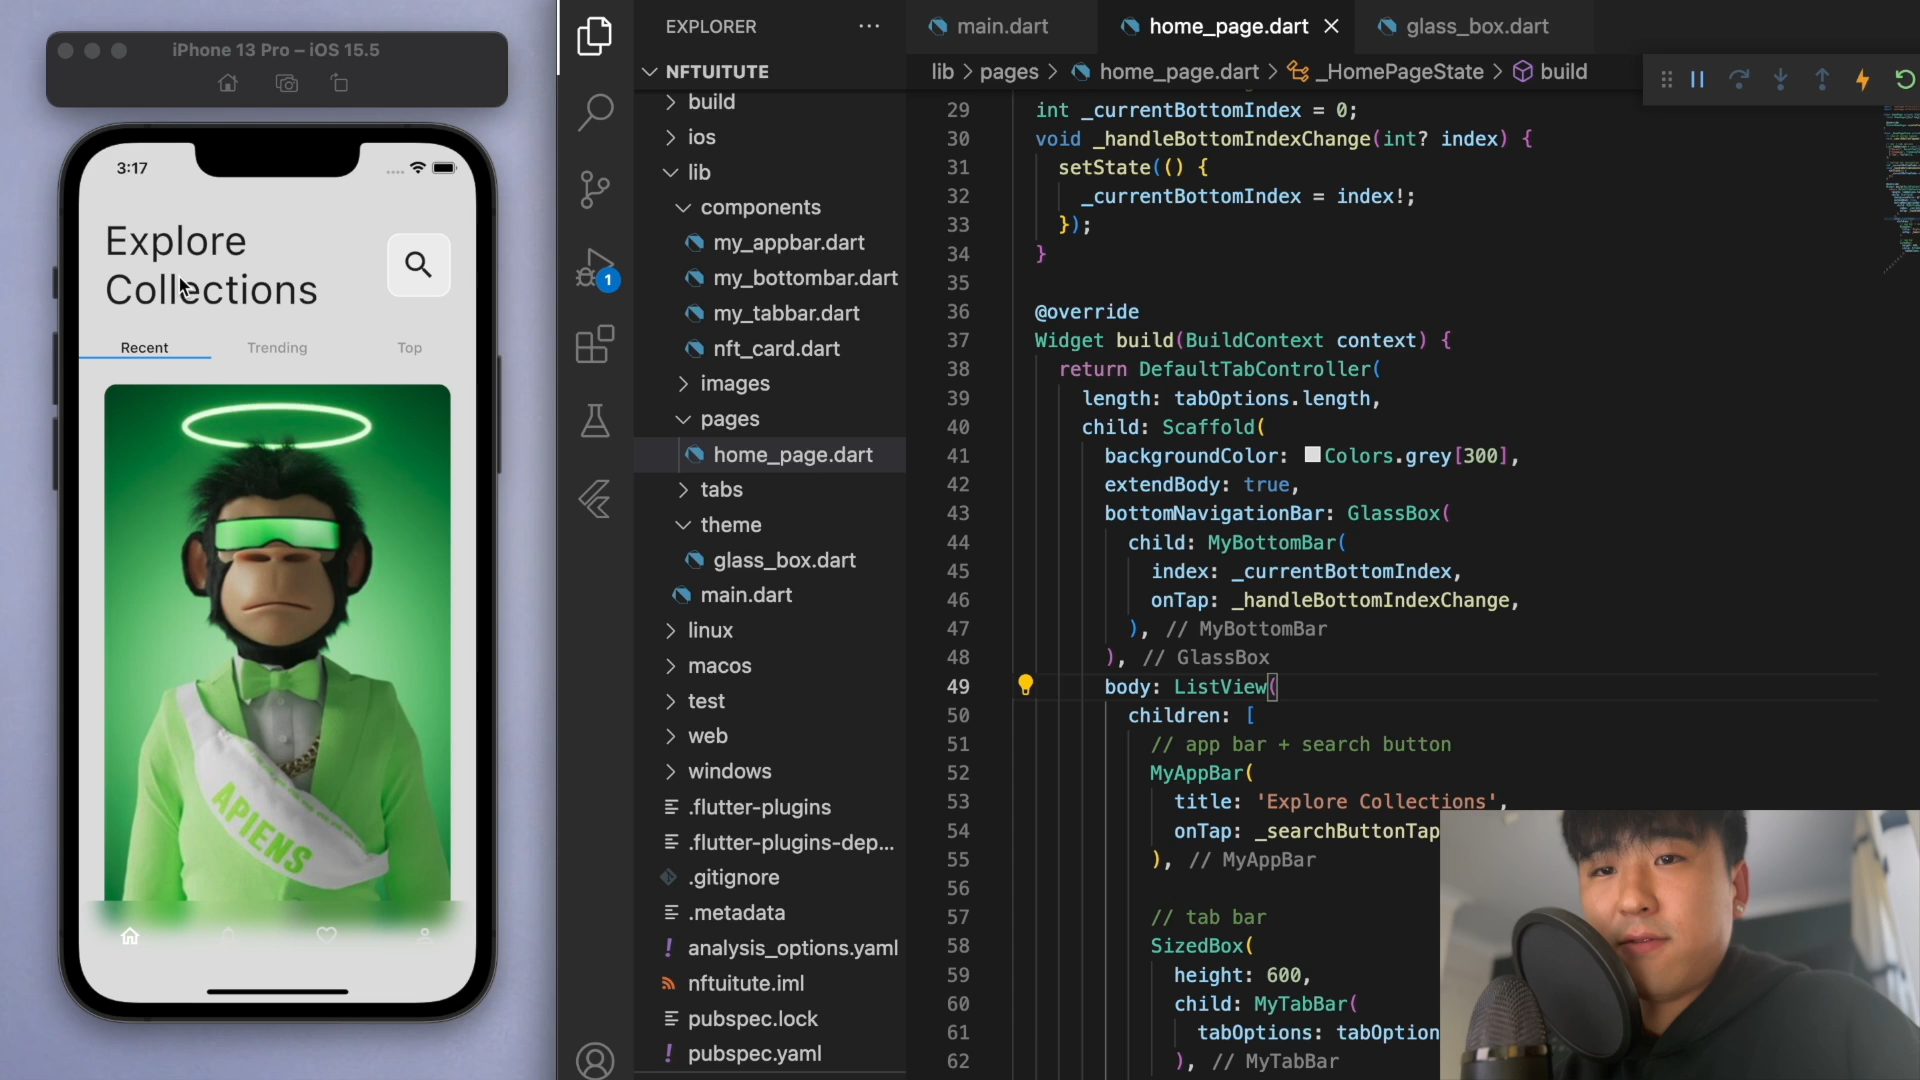 iPhone 13 Pro – iOS 15.5
3:17
Explore
Collections
Recent
Trending
Top
APIENS
1
EXPLORER
NFTUITUTE
build
ios
lib
components
my_appbar.dart
my_bottombar.dart
my_tabbar.dart
nft_card.dart
images
pages
home_page.dart
tabs
theme
glass_box.dart
main.dart
linux
macos
test
web
windows
.flutter-plugins
.flutter-plugins-dep...
.gitignore
.metadata
analysis_options.yaml
nftuitute.iml
pubspec.lock
pubspec.yaml
main.dart
home_page.dart
glass_box.dart
lib > pages > home_page.dart > _HomePageState > build
29 int _currentBottomIndex = 0;
30 void _handleBottomIndexChange(int? index) {
31 setState(() {
32 _currentBottomIndex = index!;
33 });
34 }
35
36 @override
37 Widget build(BuildContext context) {
38 return DefaultTabController(
39 length: tabOptions.length,
40 child: Scaffold(
41 backgroundColor: Colors.grey[300],
42 extendBody: true,
43 bottomNavigationBar: GlassBox(
44 child: MyBottomBar(
45 index: _currentBottomIndex,
46 onTap: _handleBottomIndexChange,
47 ), // MyBottomBar
48 ), // GlassBox
49 body: ListView(
50 children: [
51 // app bar + search button
52 MyAppBar(
53 title: 'Explore Collections',
54 onTap: _searchButtonTap
55 ), // MyAppBar
56
57 // tab bar
58 SizedBox(
59 height: 600,
60 child: MyTabBar(
61 tabOptions: tabOption
62 ), // MyTabBar